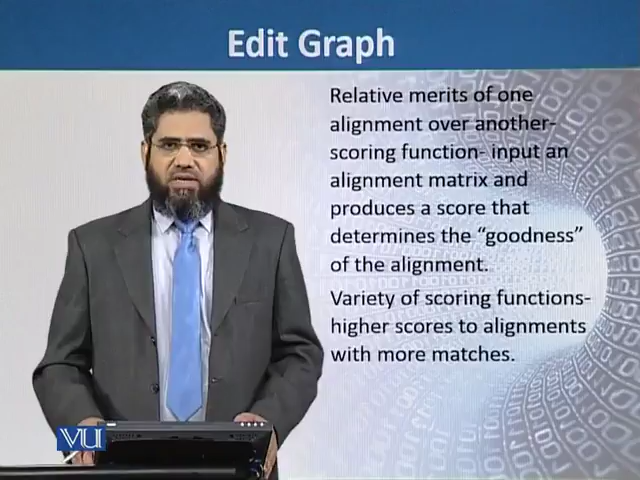 Edit Graph
Relative merits of one
alignment over another-
scoring function- input an
alignment matrix and
produces a score that
determines the “goodness”
of the alignment.
Variety of scoring functions-
higher scores to alignments
with more matches.
VU